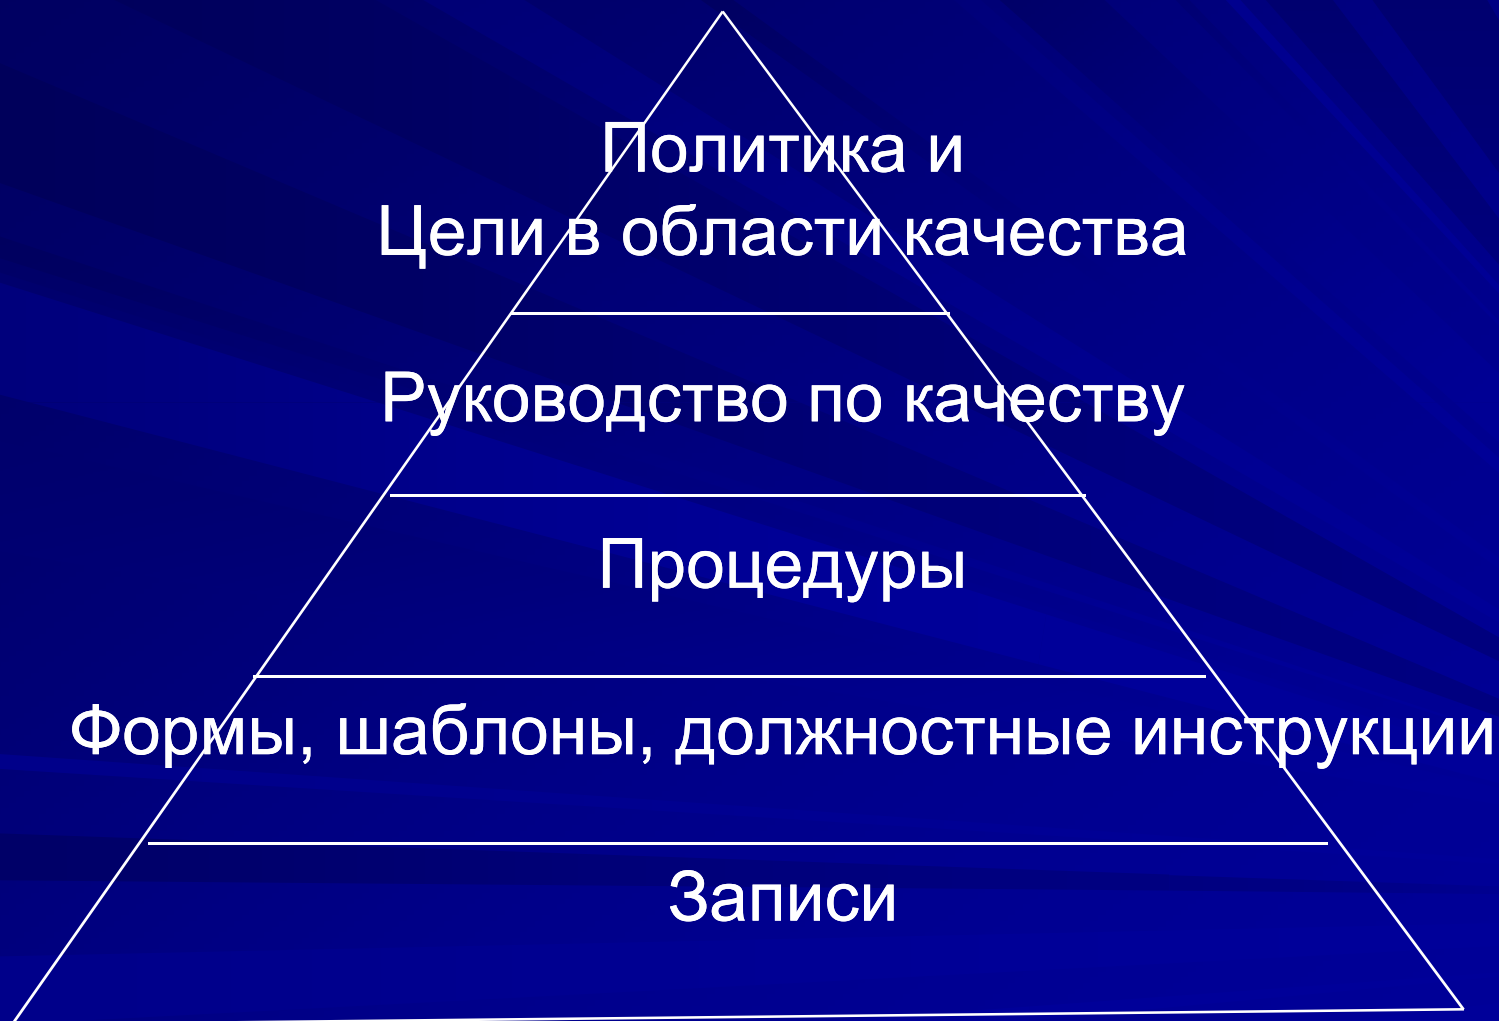 Политика и
Цели в области качества
Руководство по качеству
Процедуры
Формы, шаблоны, должностные инструкции
Записи